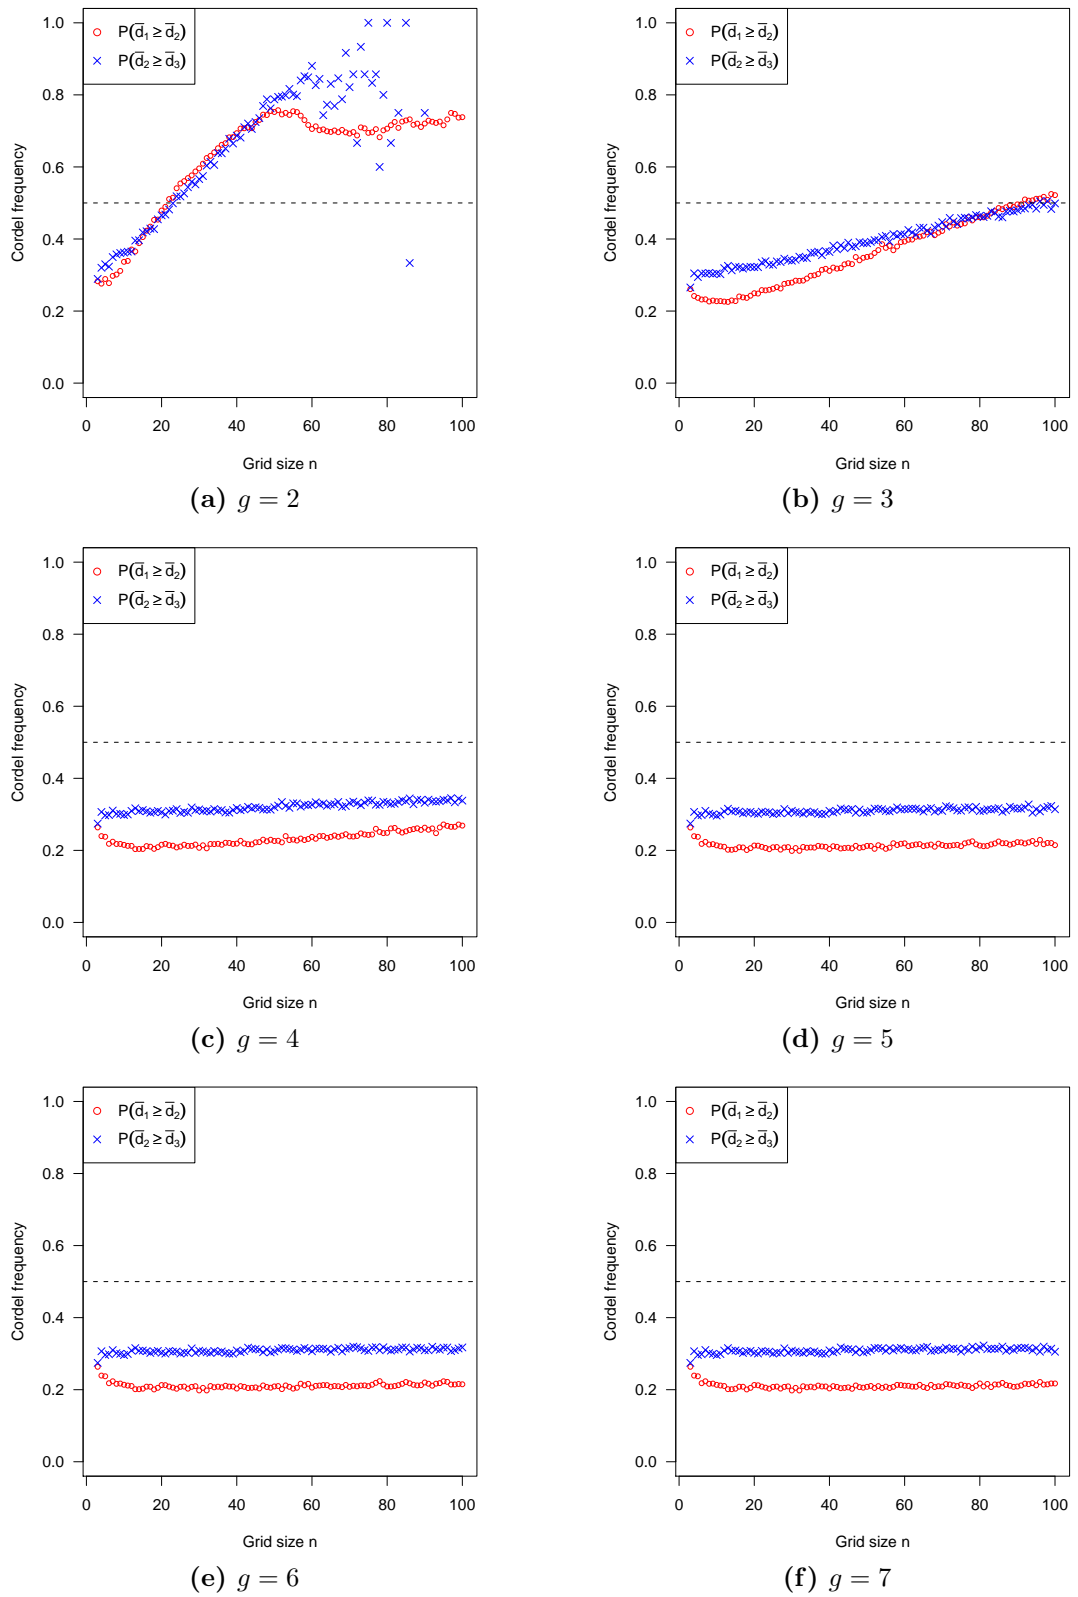 1.0
0.8
0.6
0.4
0.2
0.0
Cordel frequency
P(d̅₁ ≥ d̅₂)
P(d̅₂ ≥ d̅₃)
0 20 40 60 80 100
Grid size n
(a) g = 2
1.0
0.8
0.6
0.4
0.2
0.0
Cordel frequency
P(d̅₁ ≥ d̅₂)
P(d̅₂ ≥ d̅₃)
0 20 40 60 80 100
Grid size n
(b) g = 3
1.0
0.8
0.6
0.4
0.2
0.0
Cordel frequency
P(d̅₁ ≥ d̅₂)
P(d̅₂ ≥ d̅₃)
0 20 40 60 80 100
Grid size n
(c) g = 4
1.0
0.8
0.6
0.4
0.2
0.0
Cordel frequency
P(d̅₁ ≥ d̅₂)
P(d̅₂ ≥ d̅₃)
0 20 40 60 80 100
Grid size n
(d) g = 5
1.0
0.8
0.6
0.4
0.2
0.0
Cordel frequency
P(d̅₁ ≥ d̅₂)
P(d̅₂ ≥ d̅₃)
0 20 40 60 80 100
Grid size n
(e) g = 6
1.0
0.8
0.6
0.4
0.2
0.0
Cordel frequency
P(d̅₁ ≥ d̅₂)
P(d̅₂ ≥ d̅₃)
0 20 40 60 80 100
Grid size n
(f) g = 7